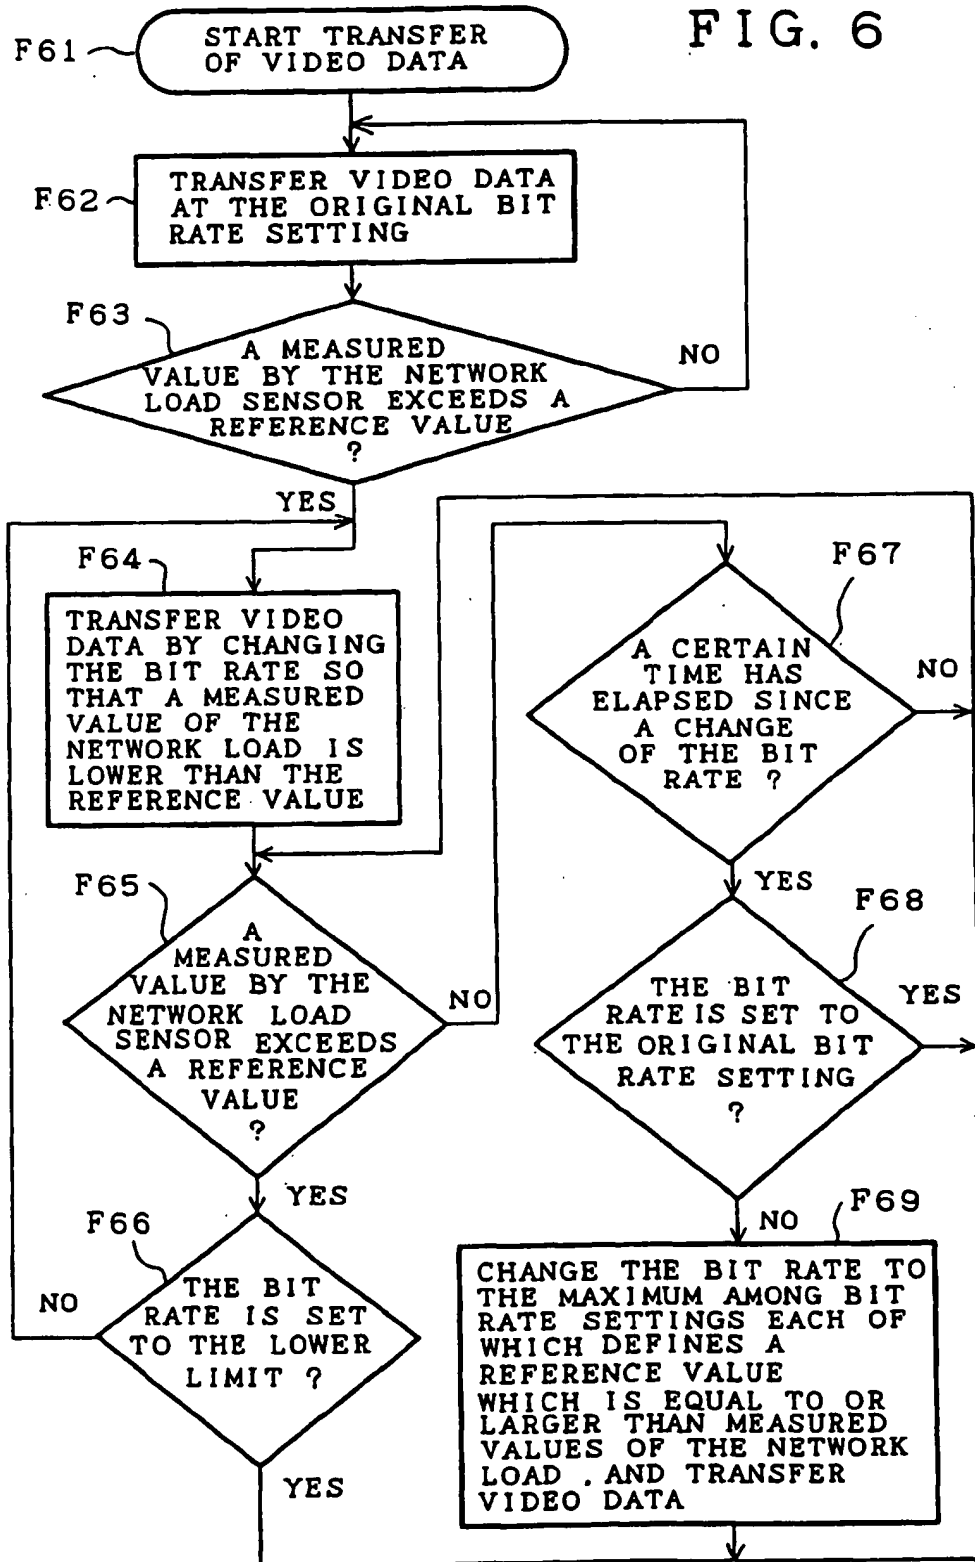 FIG. 6
F61
START TRANSFER
OF VIDEO DATA
F62
TRANSFER VIDEO DATA
AT THE ORIGINAL BIT
RATE SETTING
F63
A MEASURED
VALUE BY THE NETWORK
LOAD SENSOR EXCEEDS A
REFERENCE VALUE
?
NO
YES
F64
TRANSFER VIDEO
DATA BY CHANGING
THE BIT RATE SO
THAT A MEASURED
VALUE OF THE
NETWORK LOAD IS
LOWER THAN THE
REFERENCE VALUE
F65
A
MEASURED
VALUE BY THE
NETWORK LOAD
SENSOR EXCEEDS
A REFERENCE
VALUE
?
NO
YES
F66
THE BIT
RATE IS SET
TO THE LOWER
LIMIT ?
NO
YES
F67
A CERTAIN
TIME HAS
ELAPSED SINCE
A CHANGE
OF THE BIT
RATE ?
NO
YES
F68
THE BIT
RATE IS SET TO
THE ORIGINAL BIT
RATE SETTING
?
YES
NO
F69
CHANGE THE BIT RATE TO
THE MAXIMUM AMONG BIT
RATE SETTINGS EACH OF
WHICH DEFINES A
REFERENCE VALUE
WHICH IS EQUAL TO OR
LARGER THAN MEASURED
VALUES OF THE NETWORK
LOAD . AND TRANSFER
VIDEO DATA